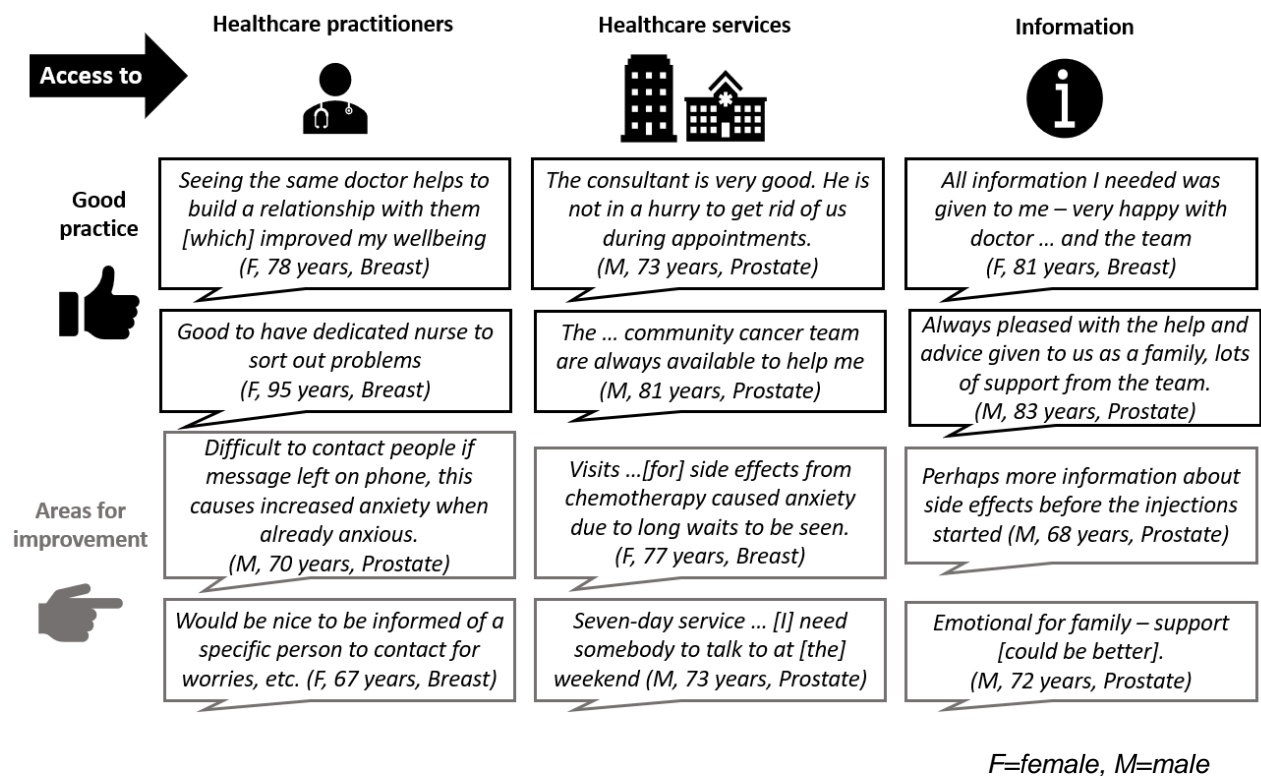 Healthcare practitioners
Healthcare services
Information
Access to
Good
practice
Seeing the same doctor helps to
build a relationship with them
[which] improved my wellbeing
(F, 78 years, Breast)
The consultant is very good. He is
not in a hurry to get rid of us
during appointments.
(M, 73 years, Prostate)
All information I needed was
given to me – very happy with
doctor ... and the team
(F, 81 years, Breast)
Good to have dedicated nurse to
sort out problems
(F, 95 years, Breast)
The ... community cancer team
are always available to help me
(M, 81 years, Prostate)
Always pleased with the help and
advice given to us as a family, lots
of support from the team.
(M, 83 years, Prostate)
Areas for
improvement
Difficult to contact people if
message left on phone, this
causes increased anxiety when
already anxious.
(M, 70 years, Prostate)
Visits ...[for] side effects from
chemotherapy caused anxiety
due to long waits to be seen.
(F, 77 years, Breast)
Perhaps more information about
side effects before the injections
started (M, 68 years, Prostate)
Would be nice to be informed of a
specific person to contact for
worries, etc. (F, 67 years, Breast)
Seven-day service ... [I] need
somebody to talk to at [the]
weekend (M, 73 years, Prostate)
Emotional for family – support
[could be better].
(M, 72 years, Prostate)
F=female, M=male